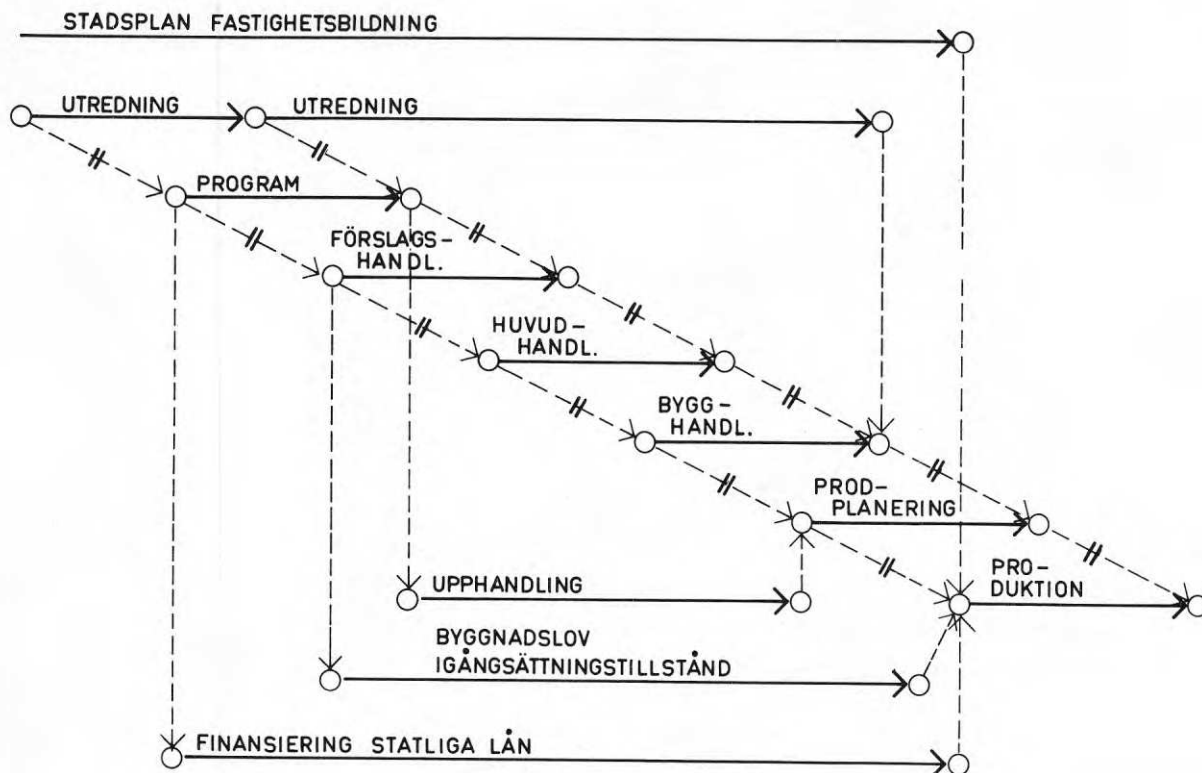 STADSPLAN FASTIGHETSBILDNING
UTREDNING
UTREDNING
PROGRAM
FÖRSLAGS-
HANDL.
HUVUD-
HANDL.
BYGG-
HANDL.
PROD-
PLANERING
PRO-
DUKTION
UPPHANDLING
BYGGNADSLOV
IGÅNGSÄTTNINGSTILLSTÅND
FINANSIERING STATLIGA LÅN